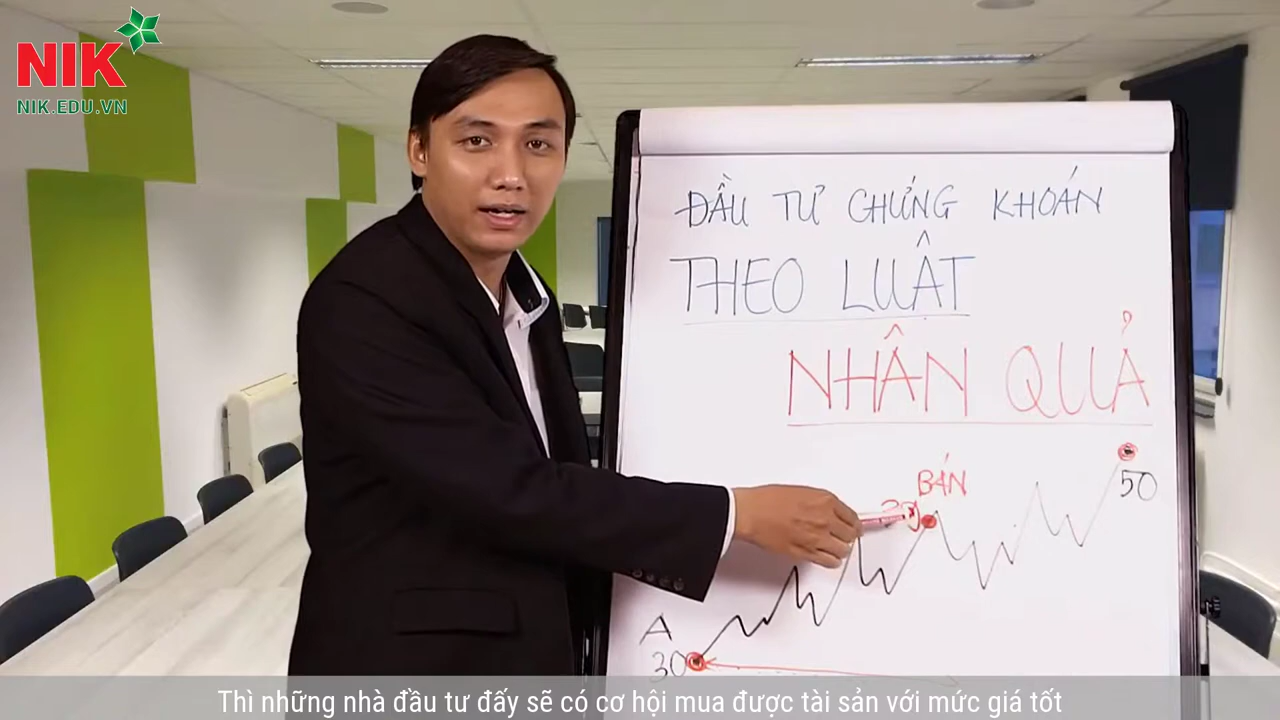 NIK
NIK.EDU.VN
ĐẦU TƯ CHỨNG KHOÁN
THEO LUẬT
NHÂN QUẢ
BÁN
50
A
30
Thì những nhà đầu tư đấy sẽ có cơ hội mua được tài sản với mức giá tốt